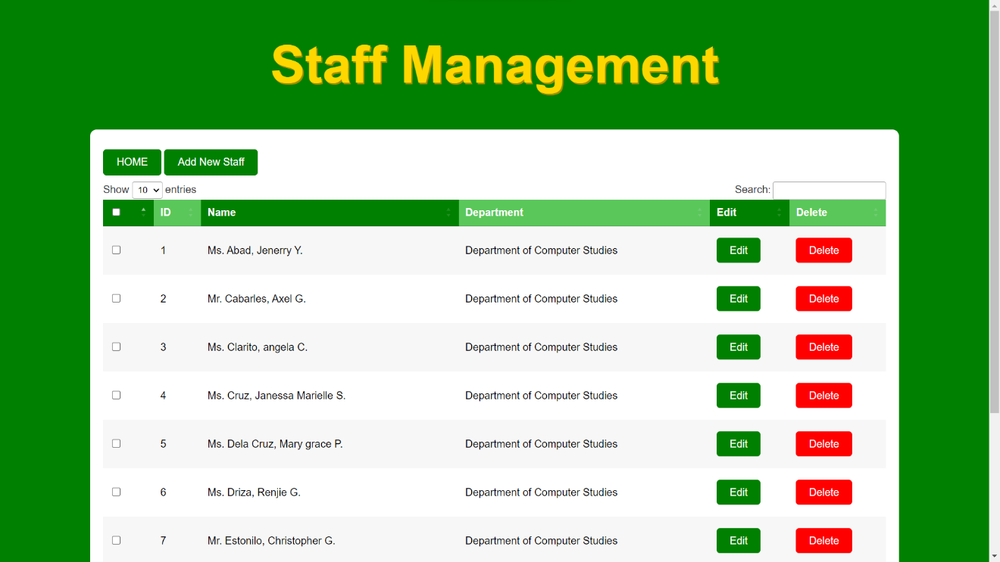 Staff Management
HOME Add New Staff
Show 10 entries Search:
ID Name Department Edit Delete
1 Ms. Abad, Jenerry Y. Department of Computer Studies Edit Delete
2 Mr. Cabarles, Axel G. Department of Computer Studies Edit Delete
3 Ms. Clarito, angela C. Department of Computer Studies Edit Delete
4 Ms. Cruz, Janessa Marielle S. Department of Computer Studies Edit Delete
5 Ms. Dela Cruz, Mary grace P. Department of Computer Studies Edit Delete
6 Ms. Driza, Renjie G. Department of Computer Studies Edit Delete
7 Mr. Estonilo, Christopher G. Department of Computer Studies Edit Delete